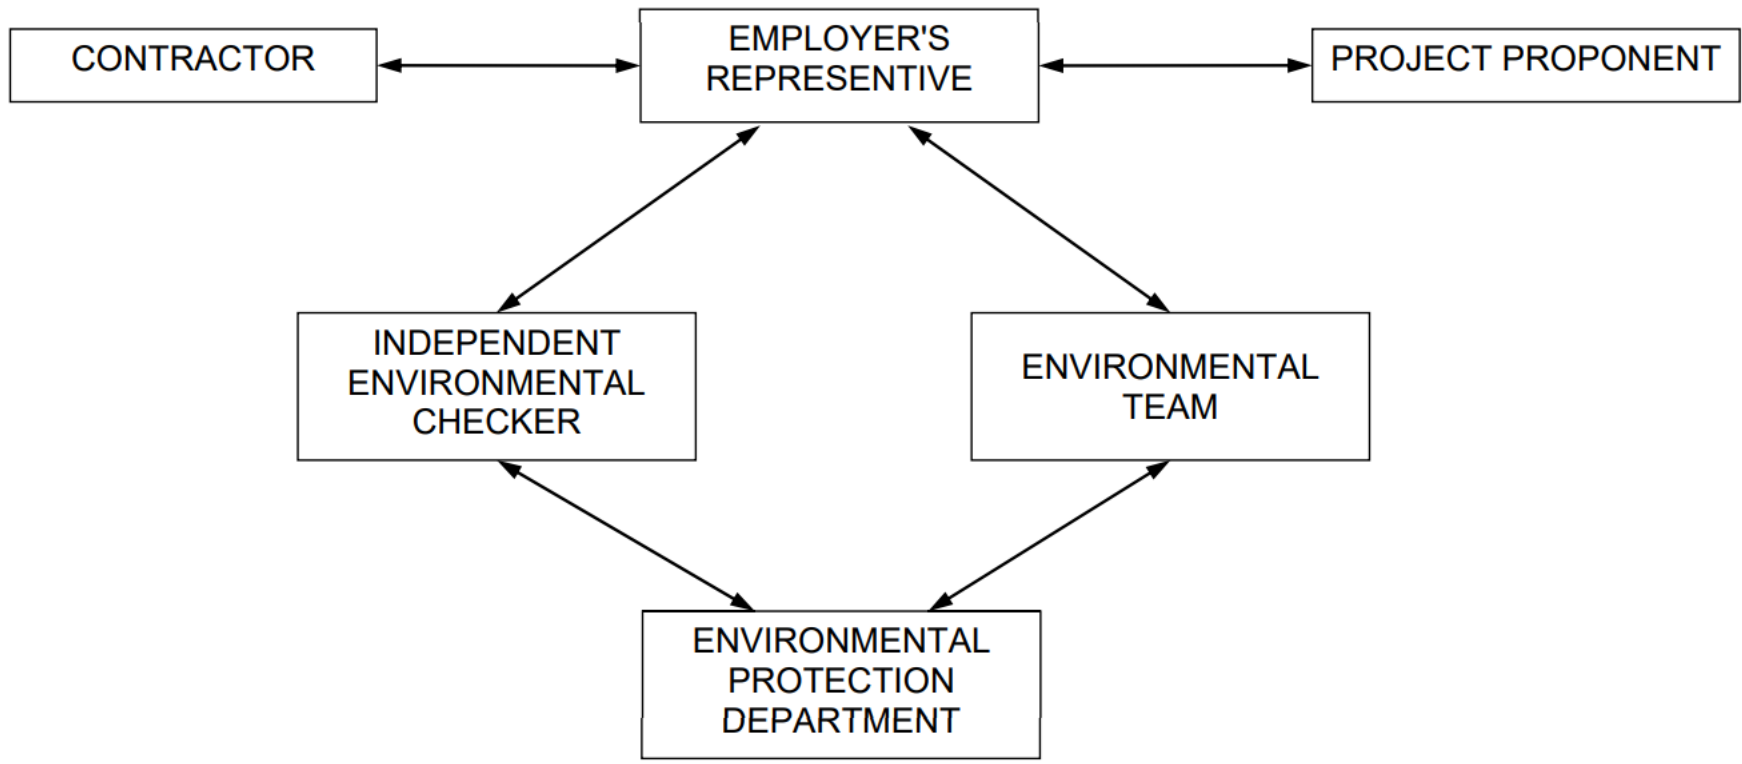 CONTRACTOR
EMPLOYER'S
REPRESENTIVE
PROJECT PROPONENT
INDEPENDENT
ENVIRONMENTAL
CHECKER
ENVIRONMENTAL
TEAM
ENVIRONMENTAL
PROTECTION
DEPARTMENT